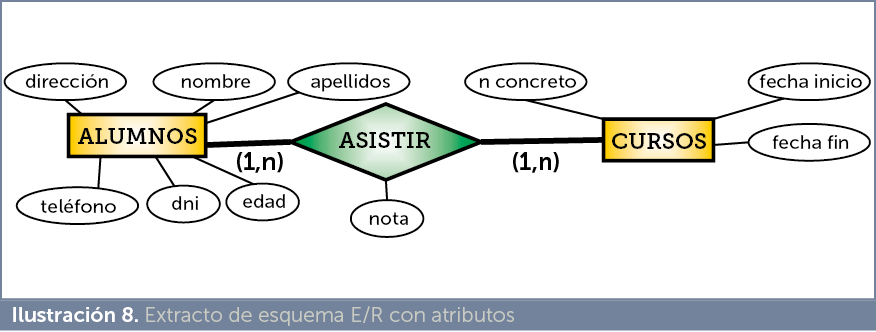 dirección
nombre
apellidos
n concreto
fecha inicio
ALUMNOS
ASISTIR
CURSOS
fecha fin
(1,n)
(1,n)
teléfono
dni
edad
nota
Ilustración 8. Extracto de esquema E/R con atributos